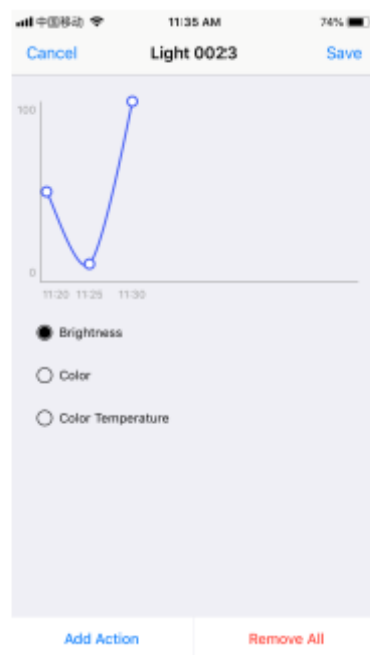 中国移动 11:35 AM 74%
Cancel Light 0023 Save
100
0
11:20 11:25 11:30
Brightness
Color
Color Temperature
Add Action Remove All